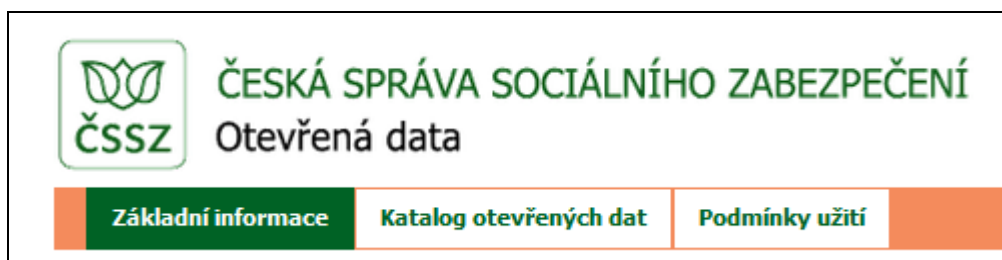 ČSSZ
ČESKÁ SPRÁVA SOCIÁLNÍHO ZABEZPEČENÍ
Otevřená data
Základní informace
Katalog otevřených dat
Podmínky užití